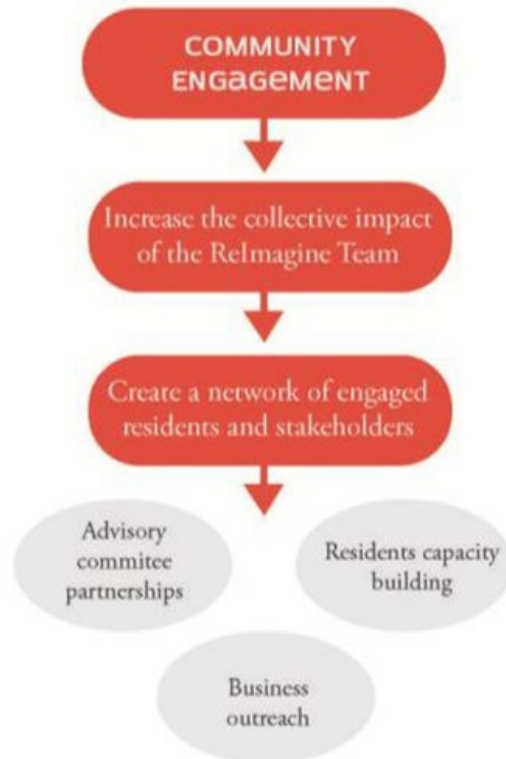 COMMUNITY
ENGaGeMeNT
Increase the collective impact
of the ReImagine Team
Create a network of engaged
residents and stakeholders
Advisory
commitee
partnerships
Residents capacity
building
Business
outreach